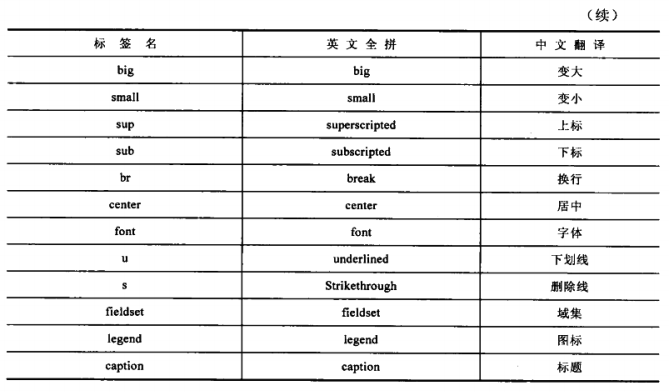 （续）
标 签 名 英 文 全 拼 中 文 翻 译
big big 变大
small small 变小
sup superscripted 上标
sub subscripted 下标
br break 换行
center center 居中
font font 字体
u underlined 下划线
s Strikethrough 删除线
fieldset fieldset 域集
legend legend 图标
caption caption 标题